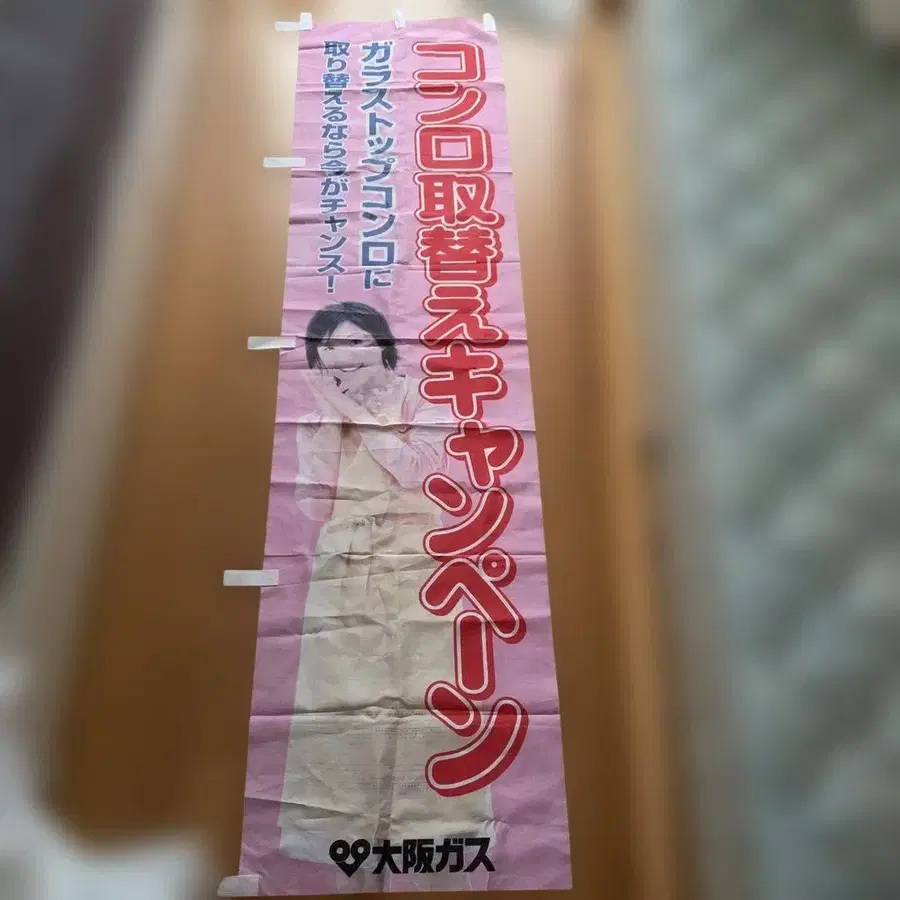 コンロ取替えキャンペーン
ガラストップコンロに
取り替えるなら今がチャンス!
大阪ガス